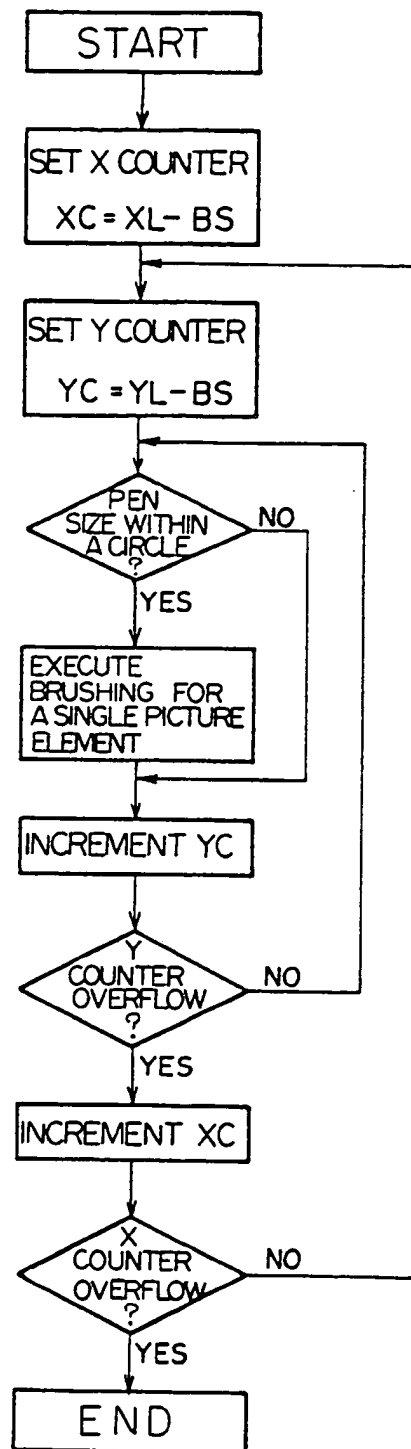 START
SET X COUNTER
XC = XL- BS
SET Y COUNTER
YC = YL- BS
PEN
SIZE WITHIN
A CIRCLE
?
NO
YES
EXECUTE
BRUSHING FOR
A SINGLE PICTURE
ELEMENT
INCREMENT YC
Y
COUNTER
OVERFLOW
?
NO
YES
INCREMENT XC
X
COUNTER
OVERFLOW
?
NO
YES
END